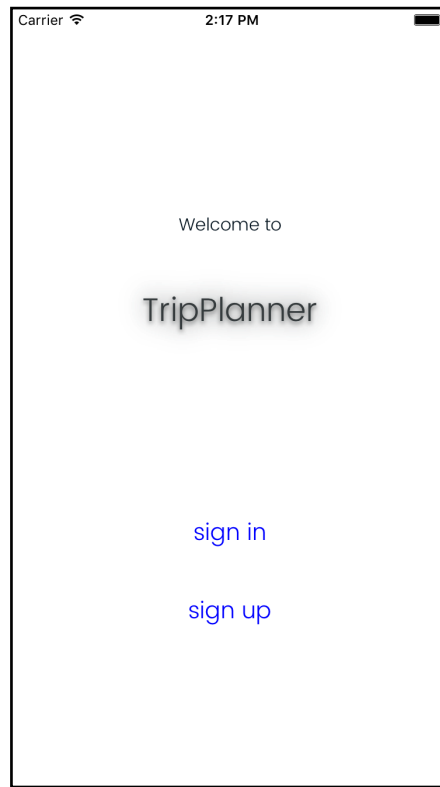 Carrier 2:17 PM
Welcome to
TripPlanner
sign in
sign up